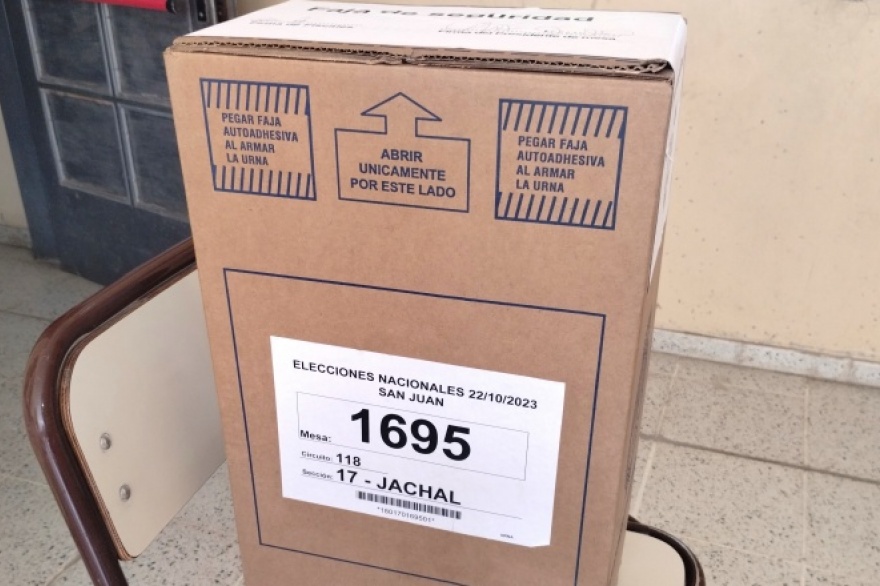 Faja de seguridad
PEGAR FAJA
AUTOADHESIVA
AL ARMAR
LA URNA
ABRIR
UNICAMENTE
POR ESTE LADO
PEGAR FAJA
AUTOADHESIVA
AL ARMAR
LA URNA
ELECCIONES NACIONALES 22/10/2023
SAN JUAN
Mesa: 1695
Circuito: 118
Sección: 17 - JACHAL